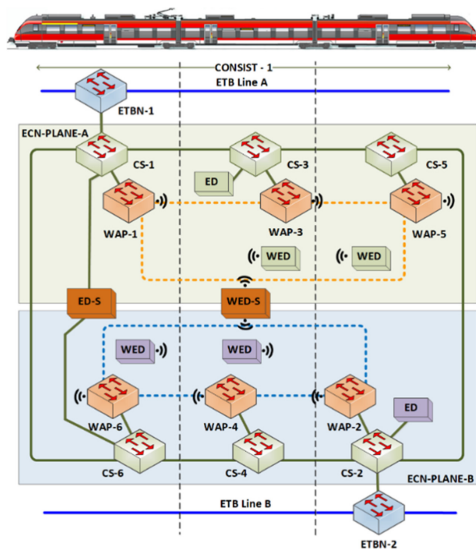 CONSIST - 1
ETB Line A
ETBN-1
ECN-PLANE-A
CS-1
CS-3
CS-5
ED
WAP-1
WAP-3
WAP-5
WED
WED
ED-S
WED-S
WED
WED
ED
WAP-6
WAP-4
WAP-2
CS-6
CS-4
CS-2
ECN-PLANE-B
ETB Line B
ETBN-2